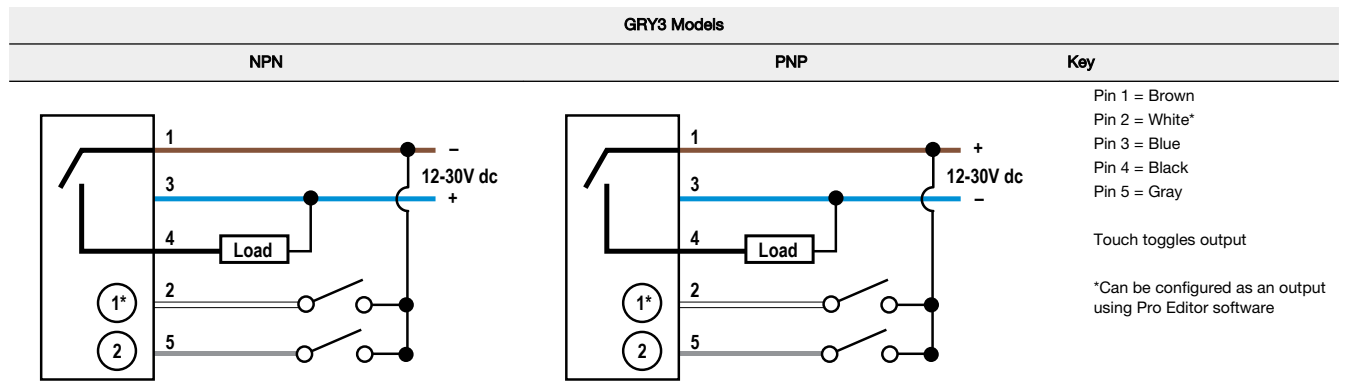 GRY3 Models
NPN
PNP
Key
1
–
12-30V dc
3
+
4
Load
1*
2
2
5
1
+
12-30V dc
3
–
4
Load
1*
2
2
5
Pin 1 = Brown
Pin 2 = White*
Pin 3 = Blue
Pin 4 = Black
Pin 5 = Gray
Touch toggles output
*Can be configured as an output
using Pro Editor software